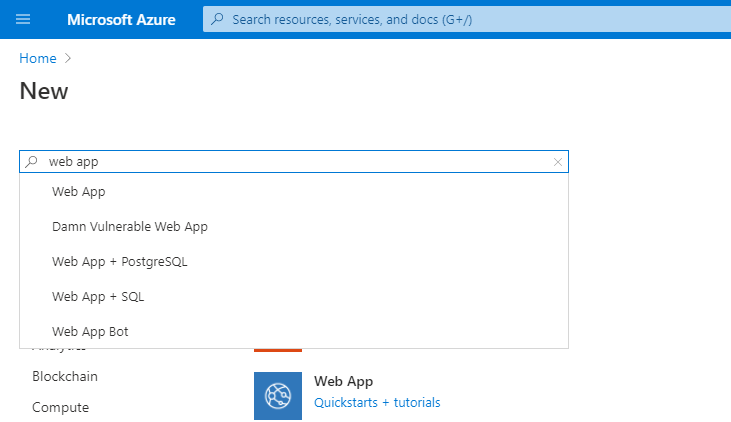 Microsoft Azure
Search resources, services, and docs (G+/)
Home
New
web app
Web App
Damn Vulnerable Web App
Web App + PostgreSQL
Web App + SQL
Web App Bot
Analytics
Blockchain
Compute
Web App
Quickstarts + tutorials